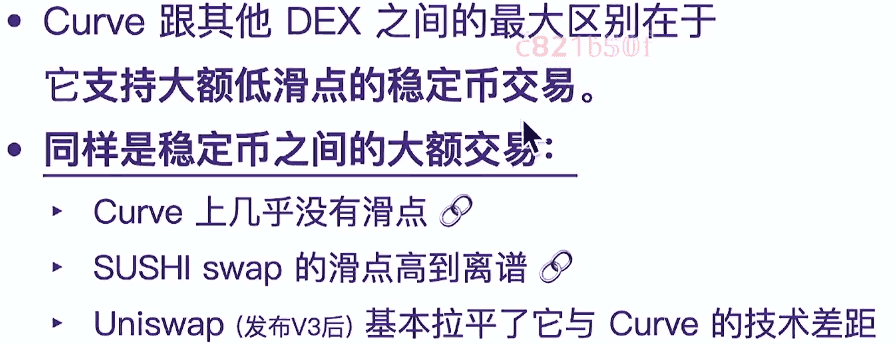 • Curve 跟其他 DEX 之间的最大区别在于
它支持大额低滑点的稳定币交易。
c821b50f
• 同样是稳定币之间的大额交易：
‣ Curve 上几乎没有滑点 🔗
‣ SUSHI swap 的滑点高到离谱 🔗
‣ Uniswap (发布V3后) 基本拉平了它与 Curve 的技术差距